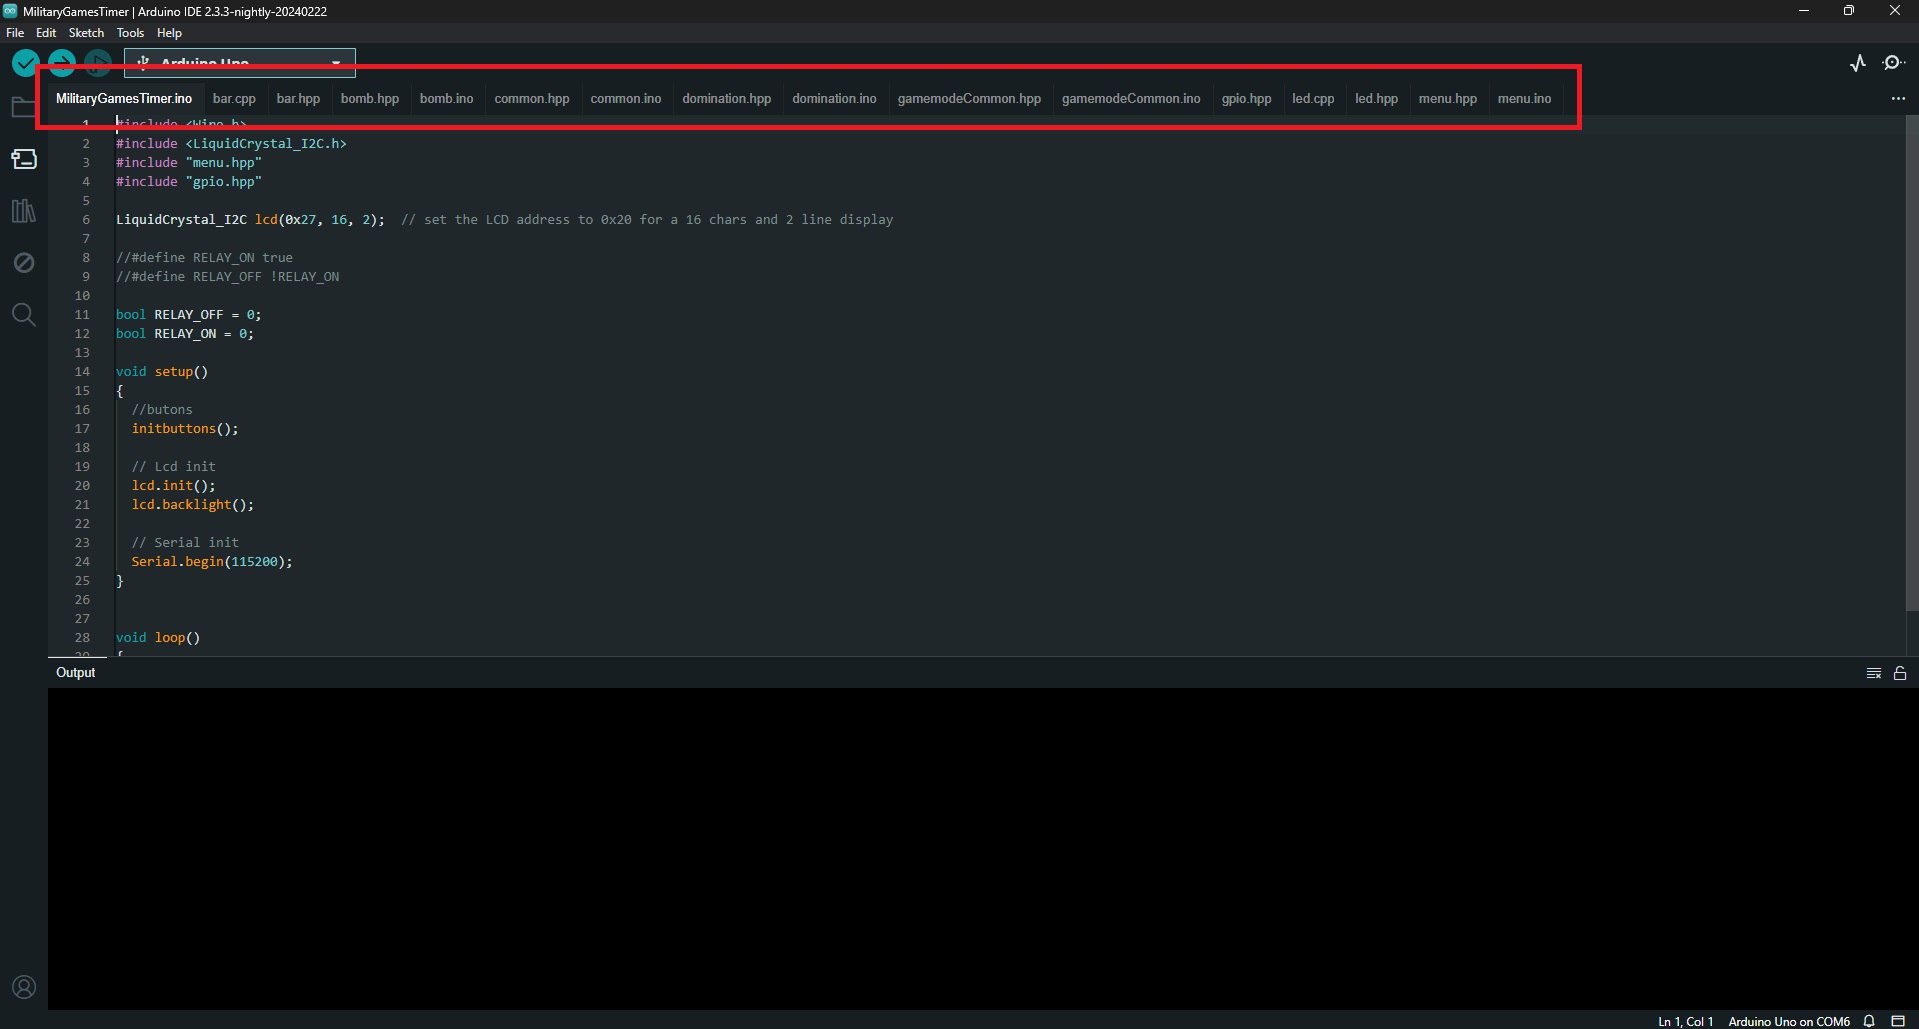 MilitaryGamesTimer | Arduino IDE 2.3.3-nightly-20240222
File Edit Sketch Tools Help
Arduino Uno
MilitaryGamesTimer.ino bar.cpp bar.hpp bomb.hpp bomb.ino common.hpp common.ino domination.hpp domination.ino gamemodeCommon.hpp gamemodeCommon.ino gpio.hpp led.cpp led.hpp menu.hpp menu.ino
1 #include <Wire.h>
2 #include <LiquidCrystal_I2C.h>
3 #include "menu.hpp"
4 #include "gpio.hpp"
5
6 LiquidCrystal_I2C lcd(0x27, 16, 2);  // set the LCD address to 0x20 for a 16 chars and 2 line display
7
8 //#define RELAY_ON true
9 //#define RELAY_OFF !RELAY_ON
10
11 bool RELAY_OFF = 0;
12 bool RELAY_ON = 0;
13
14 void setup()
15 {
16 //butons
17 initbuttons();
18
19 // Lcd init
20 lcd.init();
21 lcd.backlight();
22
23 // Serial init
24 Serial.begin(115200);
25 }
26
27
28 void loop()
29 {
Output
Ln 1, Col 1 Arduino Uno on COM6